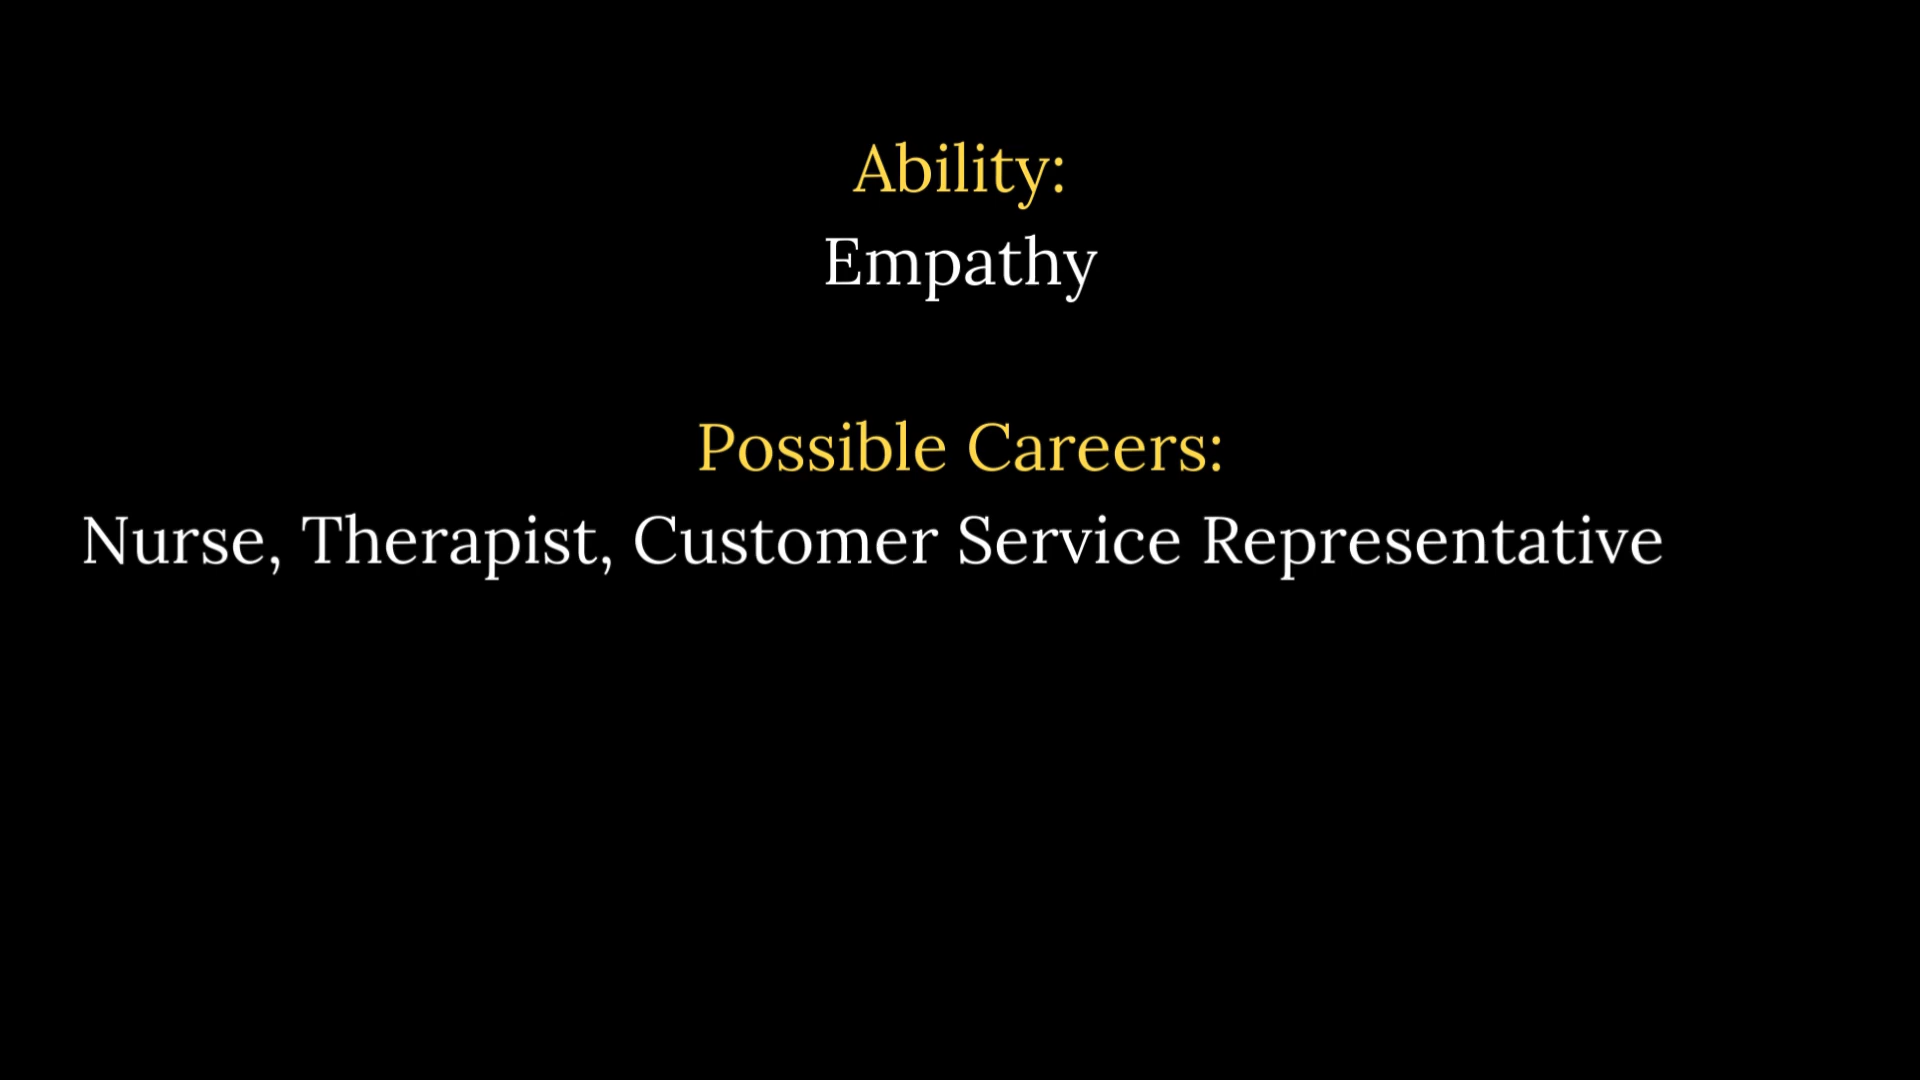 Ability:
Empathy
Possible Careers:
Nurse, Therapist, Customer Service Representative